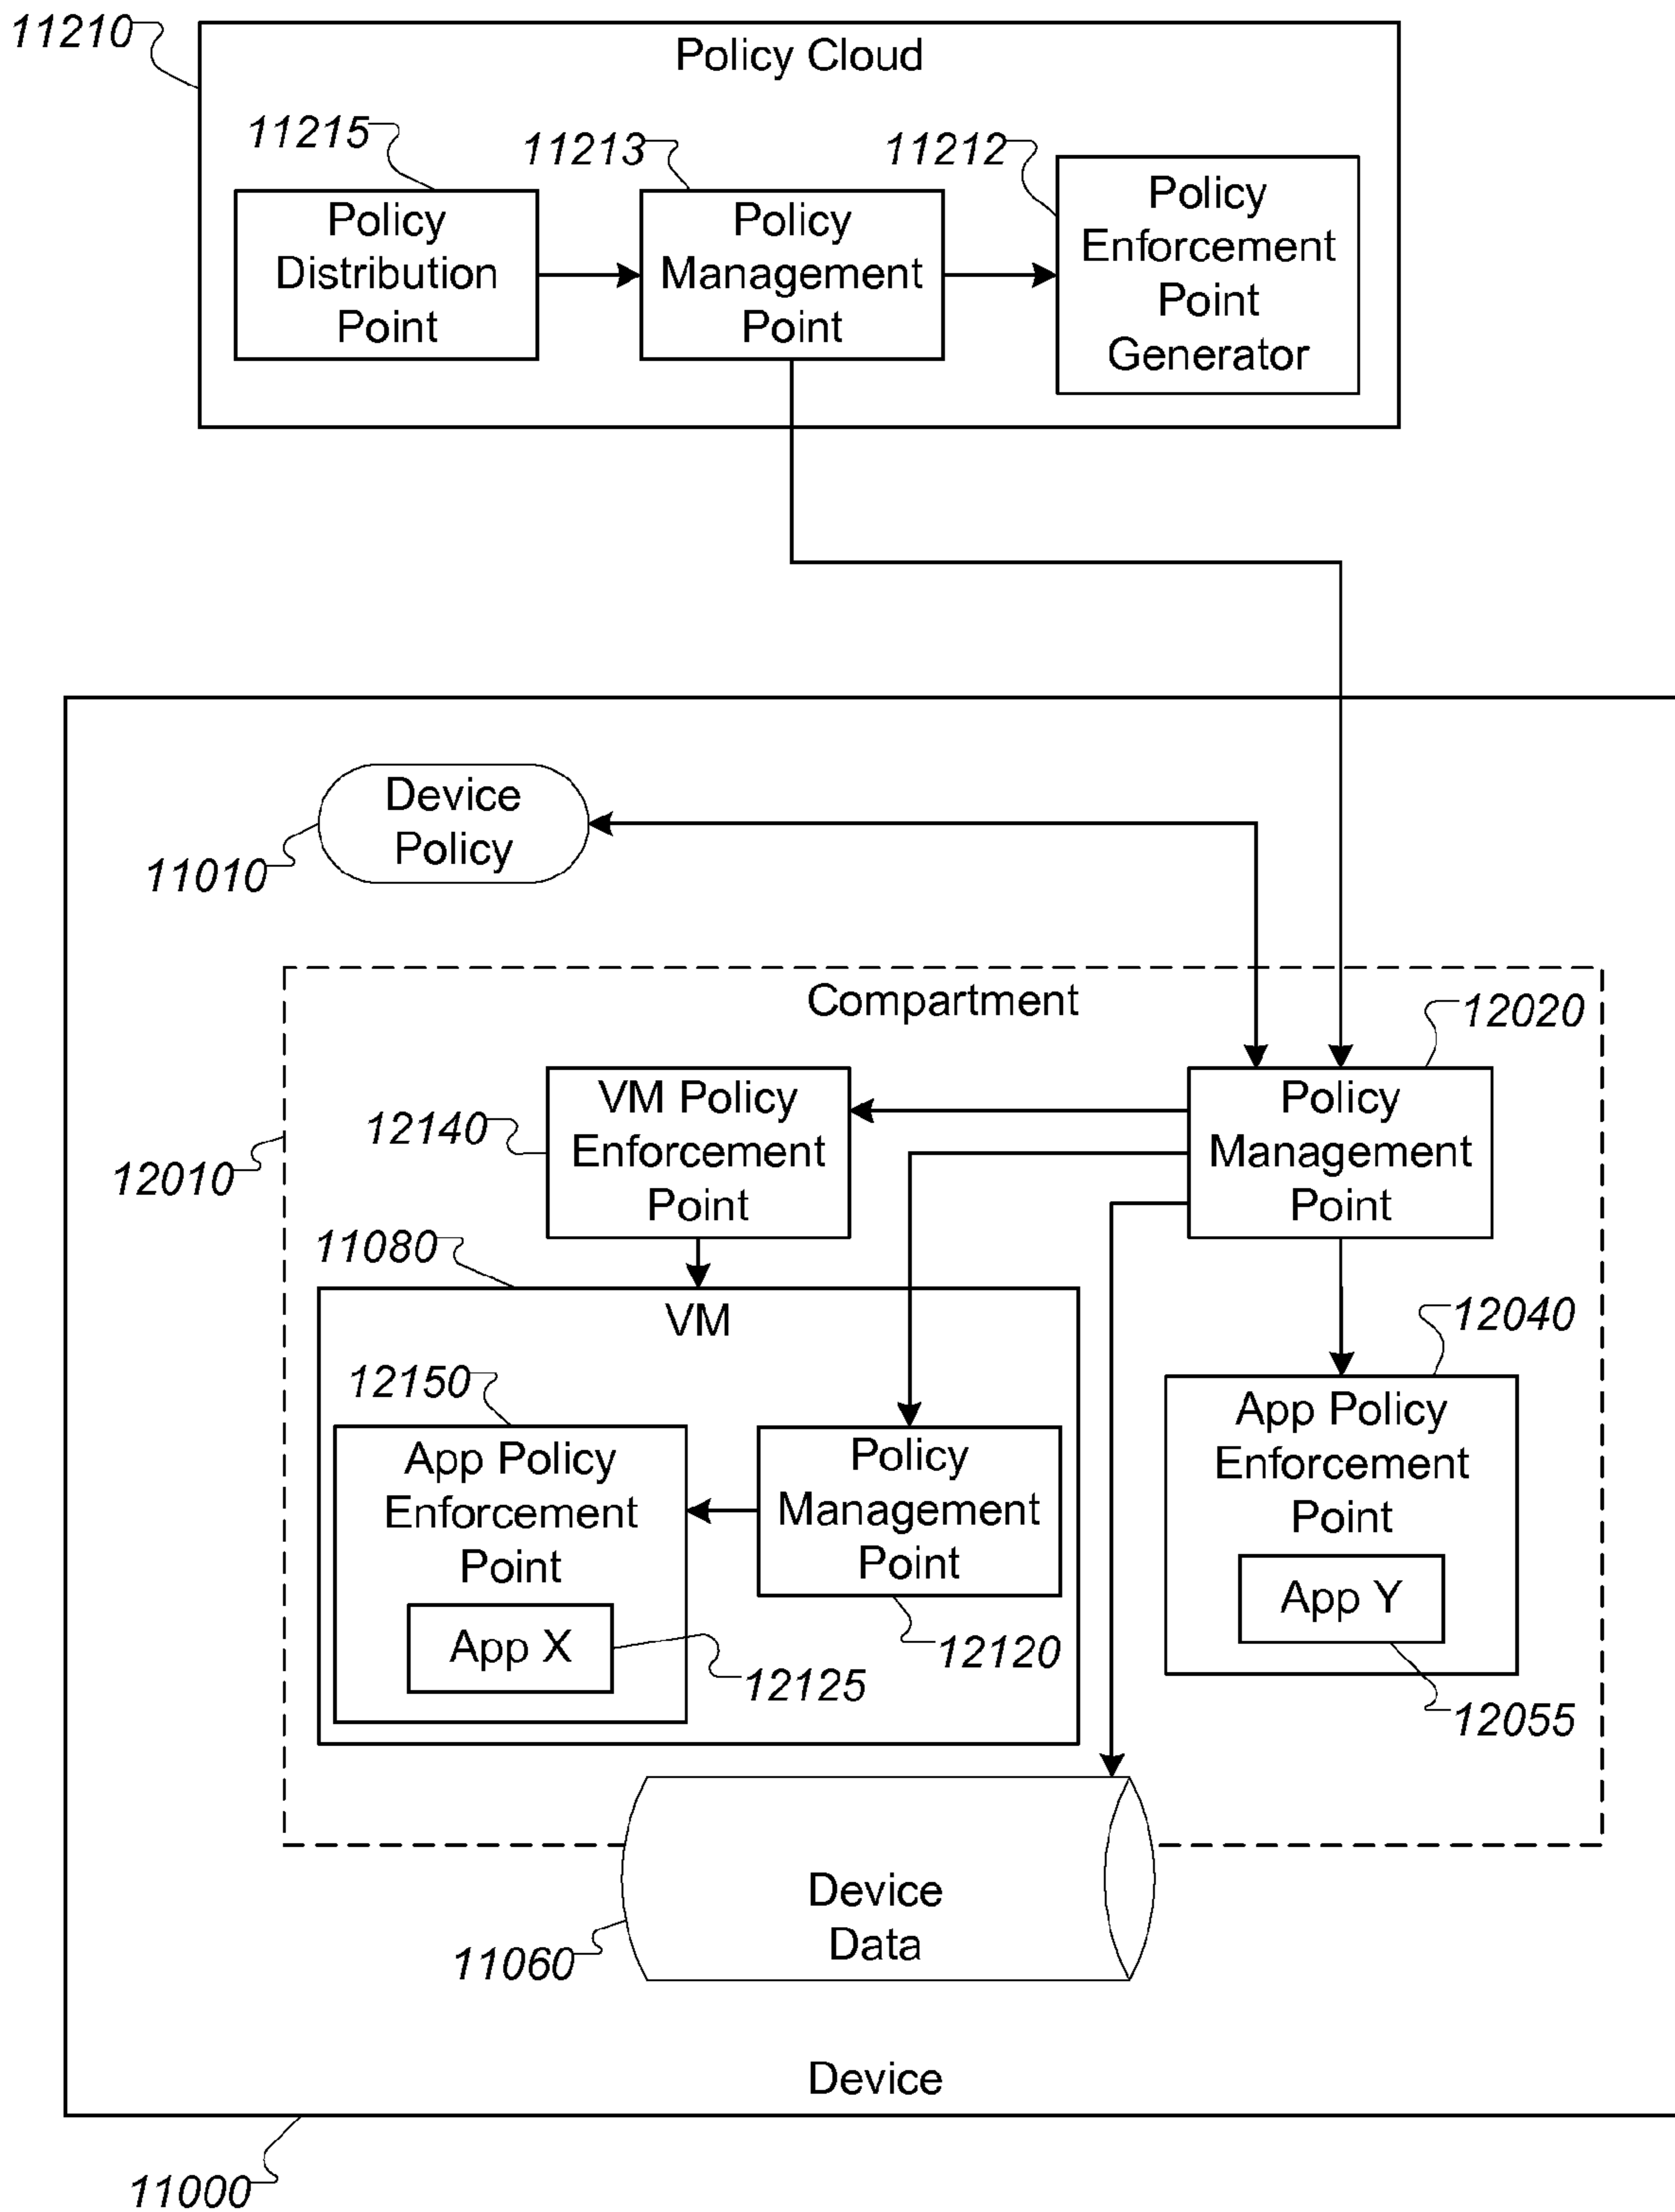 11210
Policy Cloud
11215
11213
11212
Policy
Distribution
Point
Policy
Management
Point
Policy
Enforcement
Point
Generator
Device
Policy
11010
Compartment
12020
VM Policy
Enforcement
Point
12140
Policy
Management
Point
12010
11080
VM
12040
12150
App Policy
Enforcement
Point
App X
Policy
Management
Point
App Policy
Enforcement
Point
App Y
12120
12125
12055
Device
Data
11060
Device
11000